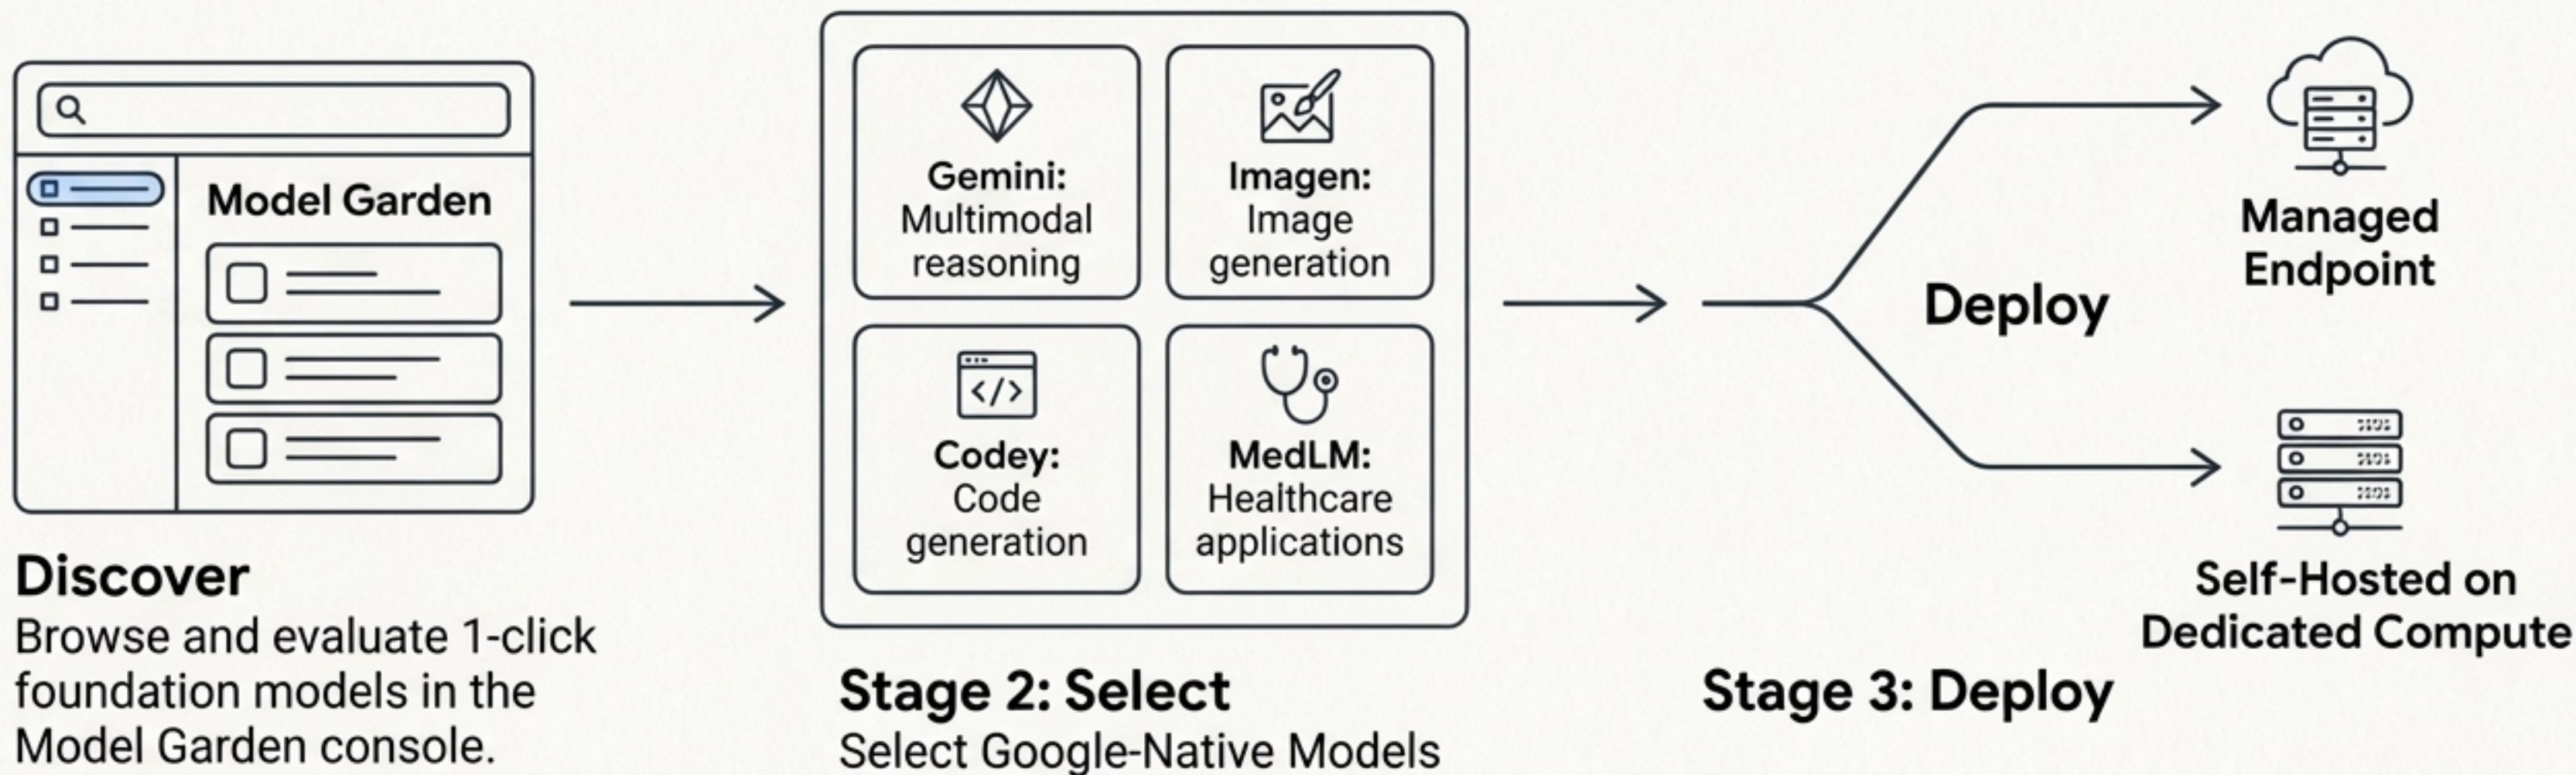 Model Garden
Discover
Browse and evaluate 1-click
foundation models in the
Model Garden console.
Gemini:
Multimodal
reasoning
Imagen:
Image
generation
</>
Codey:
Code
generation
MedLM:
Healthcare
applications
Stage 2: Select
Select Google-Native Models
Deploy
Managed
Endpoint
Self-Hosted on
Dedicated Compute
Stage 3: Deploy